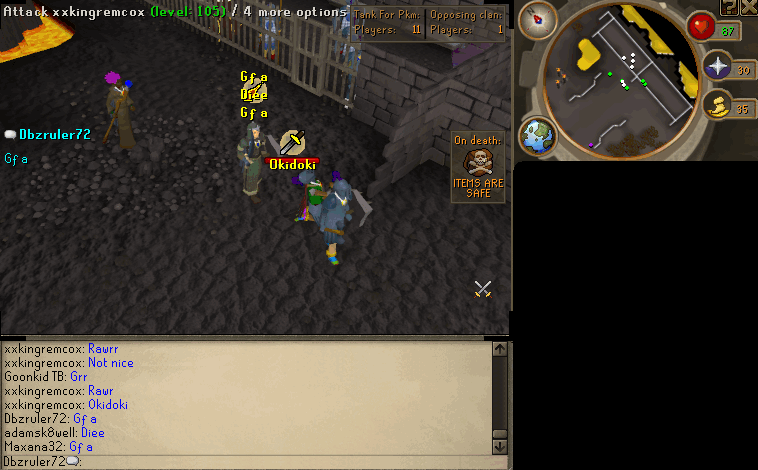 Attack xxkingremcox (level: 105) / 4 more options
Tank For Pkm: Opposing clan:
Players: 11 Players: 1
87
30
35
Gf a
Diee
Gf a
Dbzruler72
Gf a
Okidoki
On death:
ITEMS ARE
SAFE
xxkingremcox: Rawrr
xxkingremcox: Not nice
Goonkid TB: Grr
xxkingremcox: Rawr
xxkingremcox: Okidoki
Dbzruler72: Gf a
adamsk8well: Diee
Maxana32: Gf a
Dbzruler72: